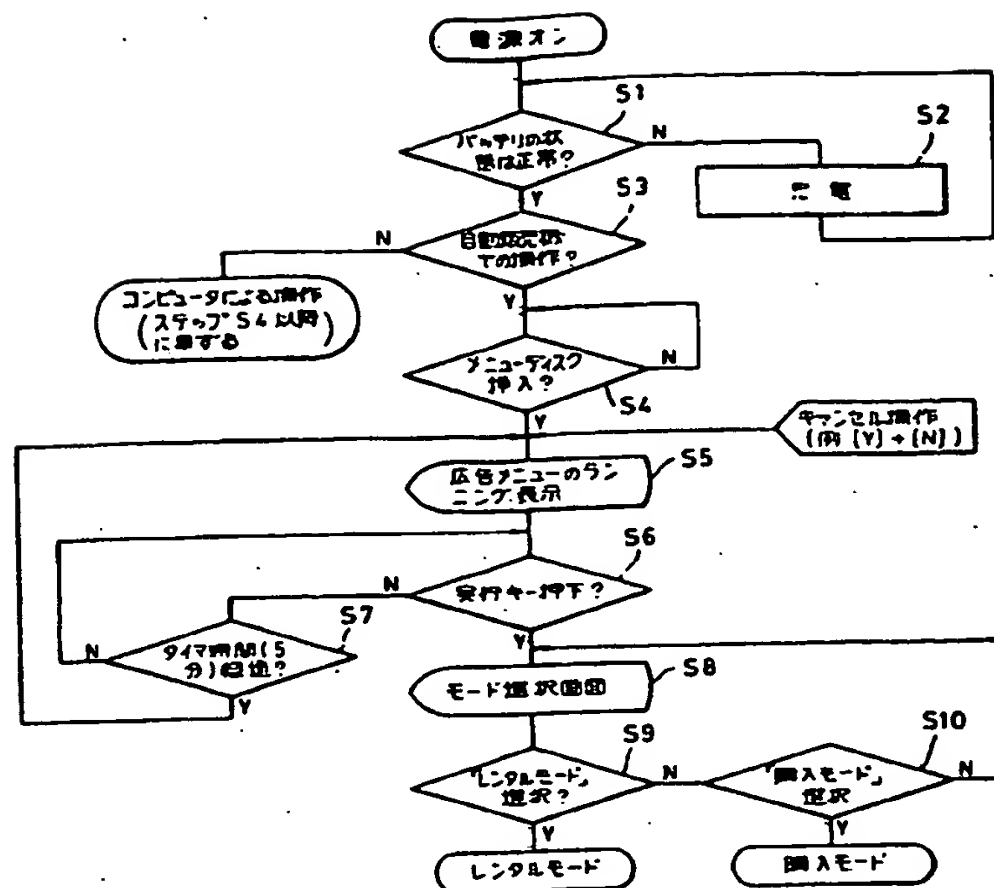 電源オン
S1
バッテリの状
態は正常?
N
Y
S2
充電
S3
自動販売機
での操作?
N
Y
コンピュータによる操作
(ステップS4以降
に準ずる)
メニューディスク
挿入?
N
S4
Y
キャンセル操作
(例 [Y]+[N])
広告メニューのラン
ニング表示
S5
S6
実行キー押下?
N
Y
S7
タイマ時間(5
分)経過?
N
Y
モード選択画面
S8
S9
「レンタルモード」
選択?
N
Y
S10
「購入モード」
選択
N
Y
レンタルモード
購入モード